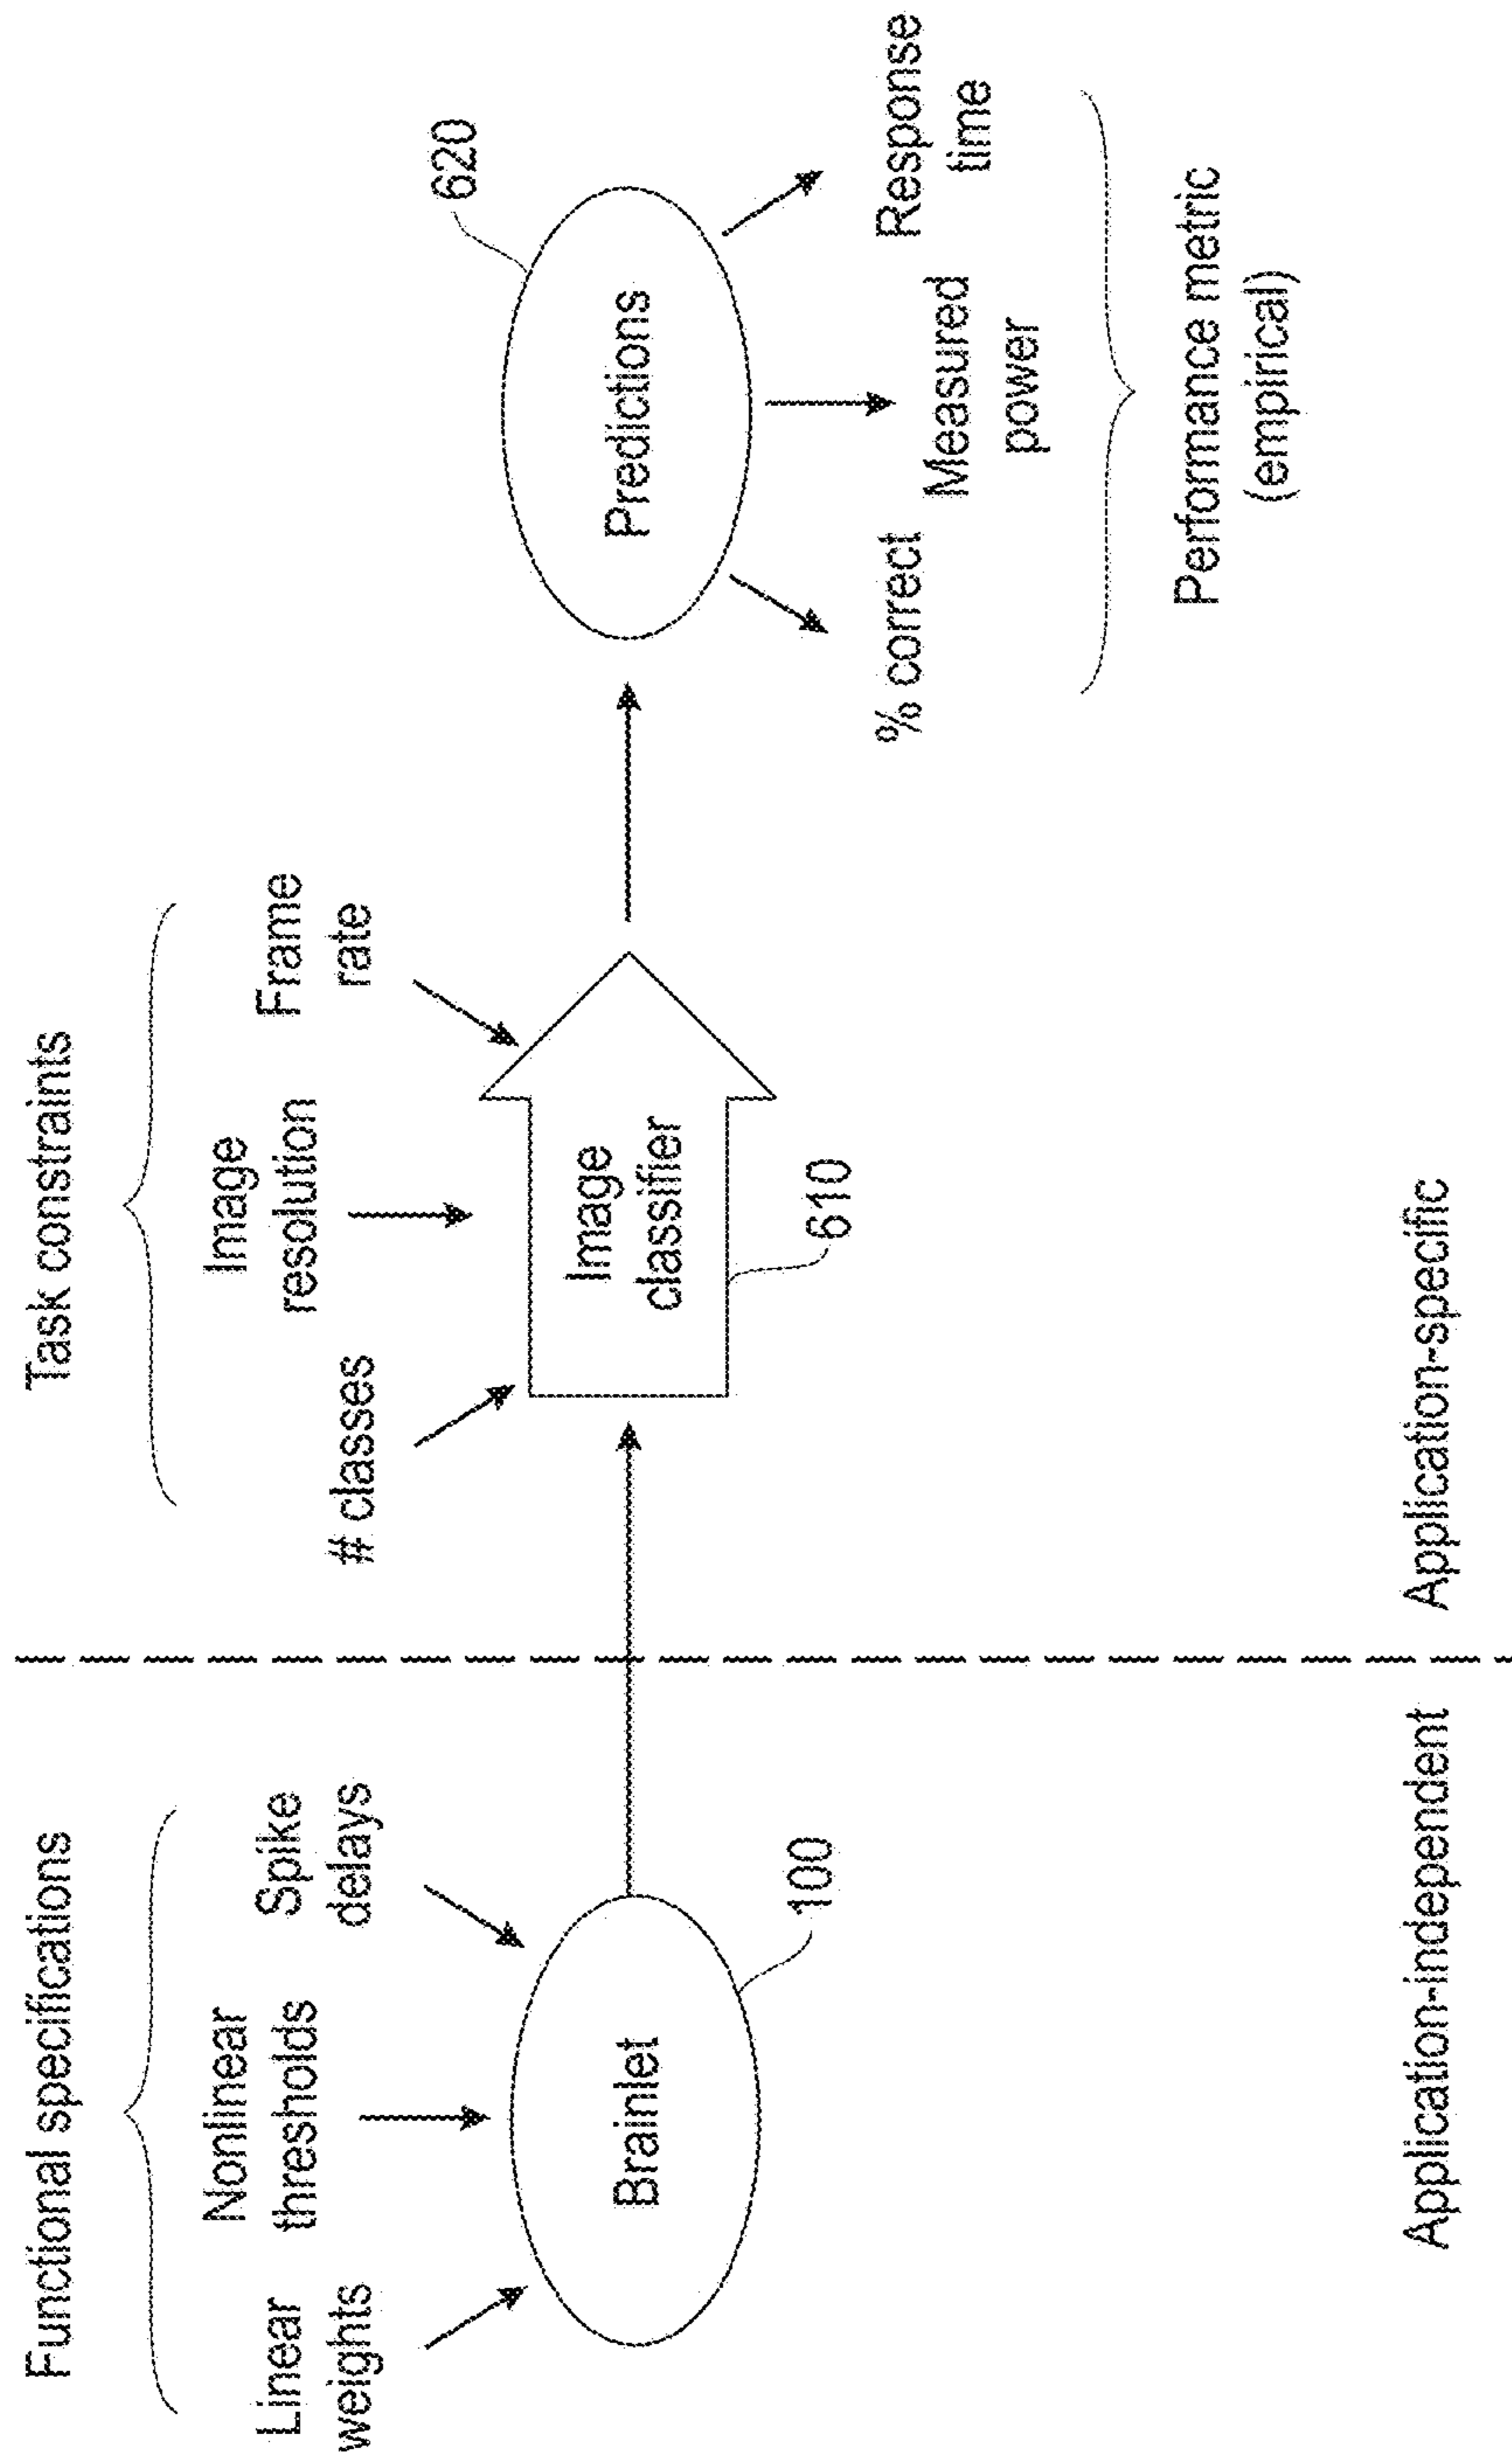 Functional specifications
Linear
weights
Nonlinear
thresholds
Spike
delays
Brainlet
100
Application-independent
Task constraints
# classes
Image
resolution
Frame
rate
Image
classifier
610
Predictions
620
% correct
Measured
power
Response
time
Performance metric
(empirical)
Application-specific